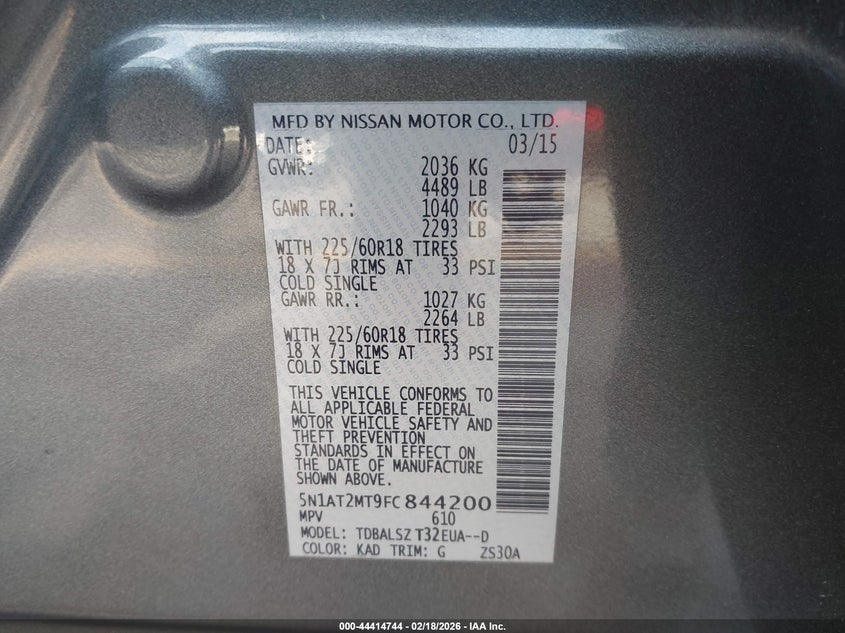 MFD BY NISSAN MOTOR CO., LTD.
DATE: 03/15
GVWR: 2036 KG
4489 LB
GAWR FR.: 1040 KG
2293 LB
WITH 225/60R18 TIRES
18 X 7J RIMS AT 33 PSI
COLD SINGLE
GAWR RR.: 1027 KG
2264 LB
WITH 225/60R18 TIRES
18 X 7J RIMS AT 33 PSI
COLD SINGLE
THIS VEHICLE CONFORMS TO
ALL APPLICABLE FEDERAL
MOTOR VEHICLE SAFETY AND
THEFT PREVENTION
STANDARDS IN EFFECT ON
THE DATE OF MANUFACTURE
SHOWN ABOVE.
5N1AT2MT9FC844200
MPV 610
MODEL: TDBALSZ T32EUA--D
COLOR: KAD TRIM: G ZS30A
000-44414744 - 02/18/2026 - IAA Inc.